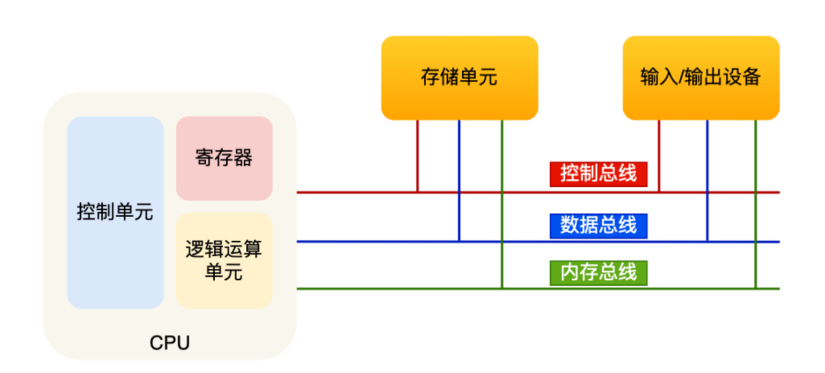 存储单元
输入/输出设备
控制单元
寄存器
逻辑运算
单元
CPU
控制总线
数据总线
内存总线